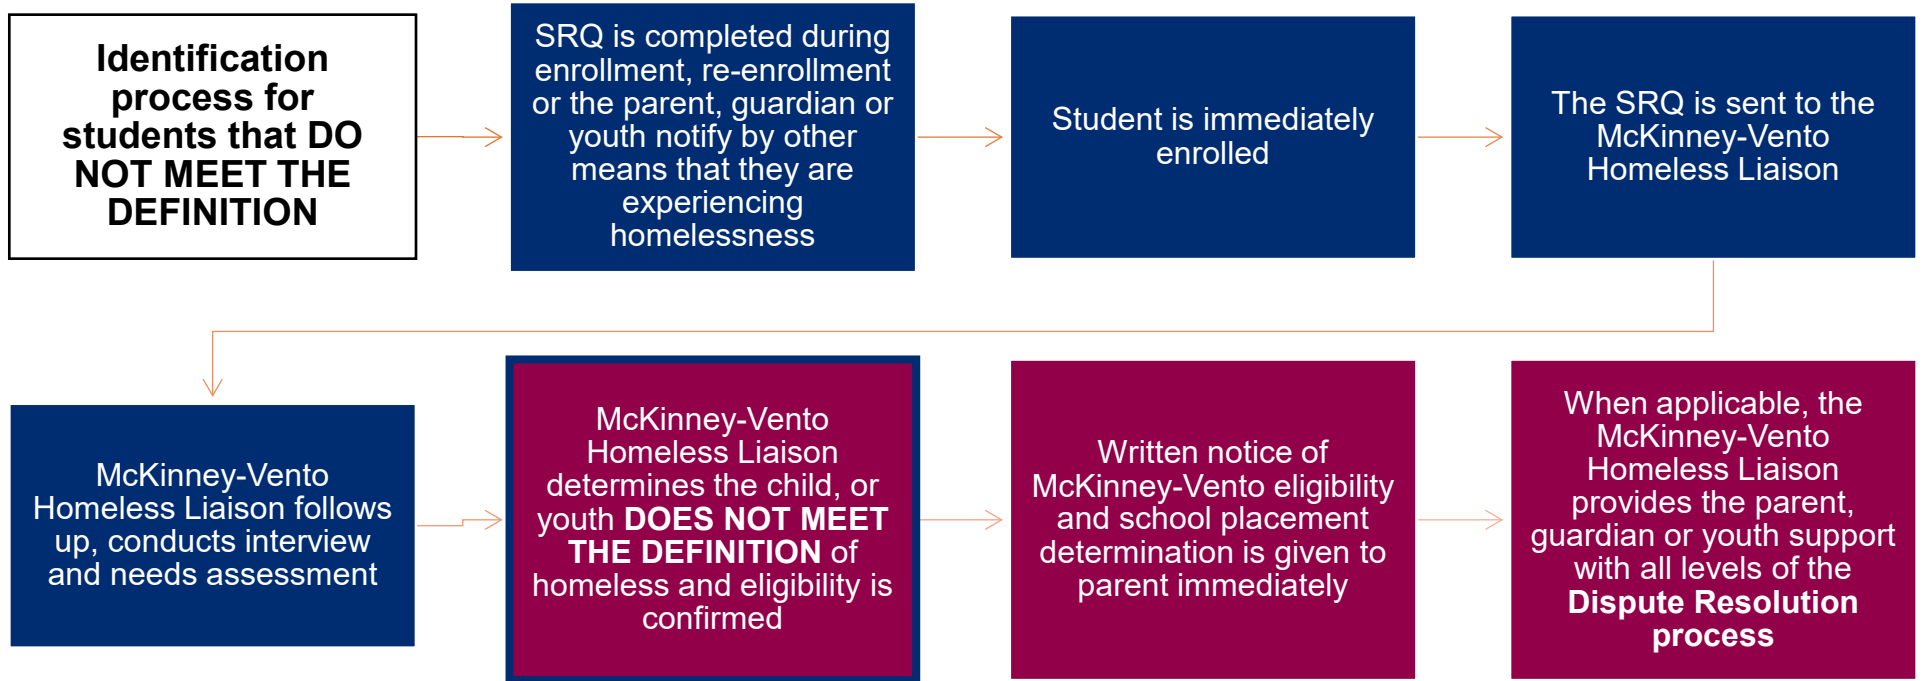 Identification
process for
students that DO
NOT MEET THE
DEFINITION
SRQ is completed during
enrollment, re-enrollment
or the parent, guardian or
youth notify by other
means that they are
experiencing
homelessness
Student is immediately
enrolled
The SRQ is sent to the
McKinney-Vento
Homeless Liaison
McKinney-Vento
Homeless Liaison follows
up, conducts interview
and needs assessment
McKinney-Vento
Homeless Liaison
determines the child, or
youth DOES NOT MEET
THE DEFINITION of
homeless and eligibility is
confirmed
Written notice of
McKinney-Vento eligibility
and school placement
determination is given to
parent immediately
When applicable, the
McKinney-Vento
Homeless Liaison
provides the parent,
guardian or youth support
with all levels of the
Dispute Resolution
process